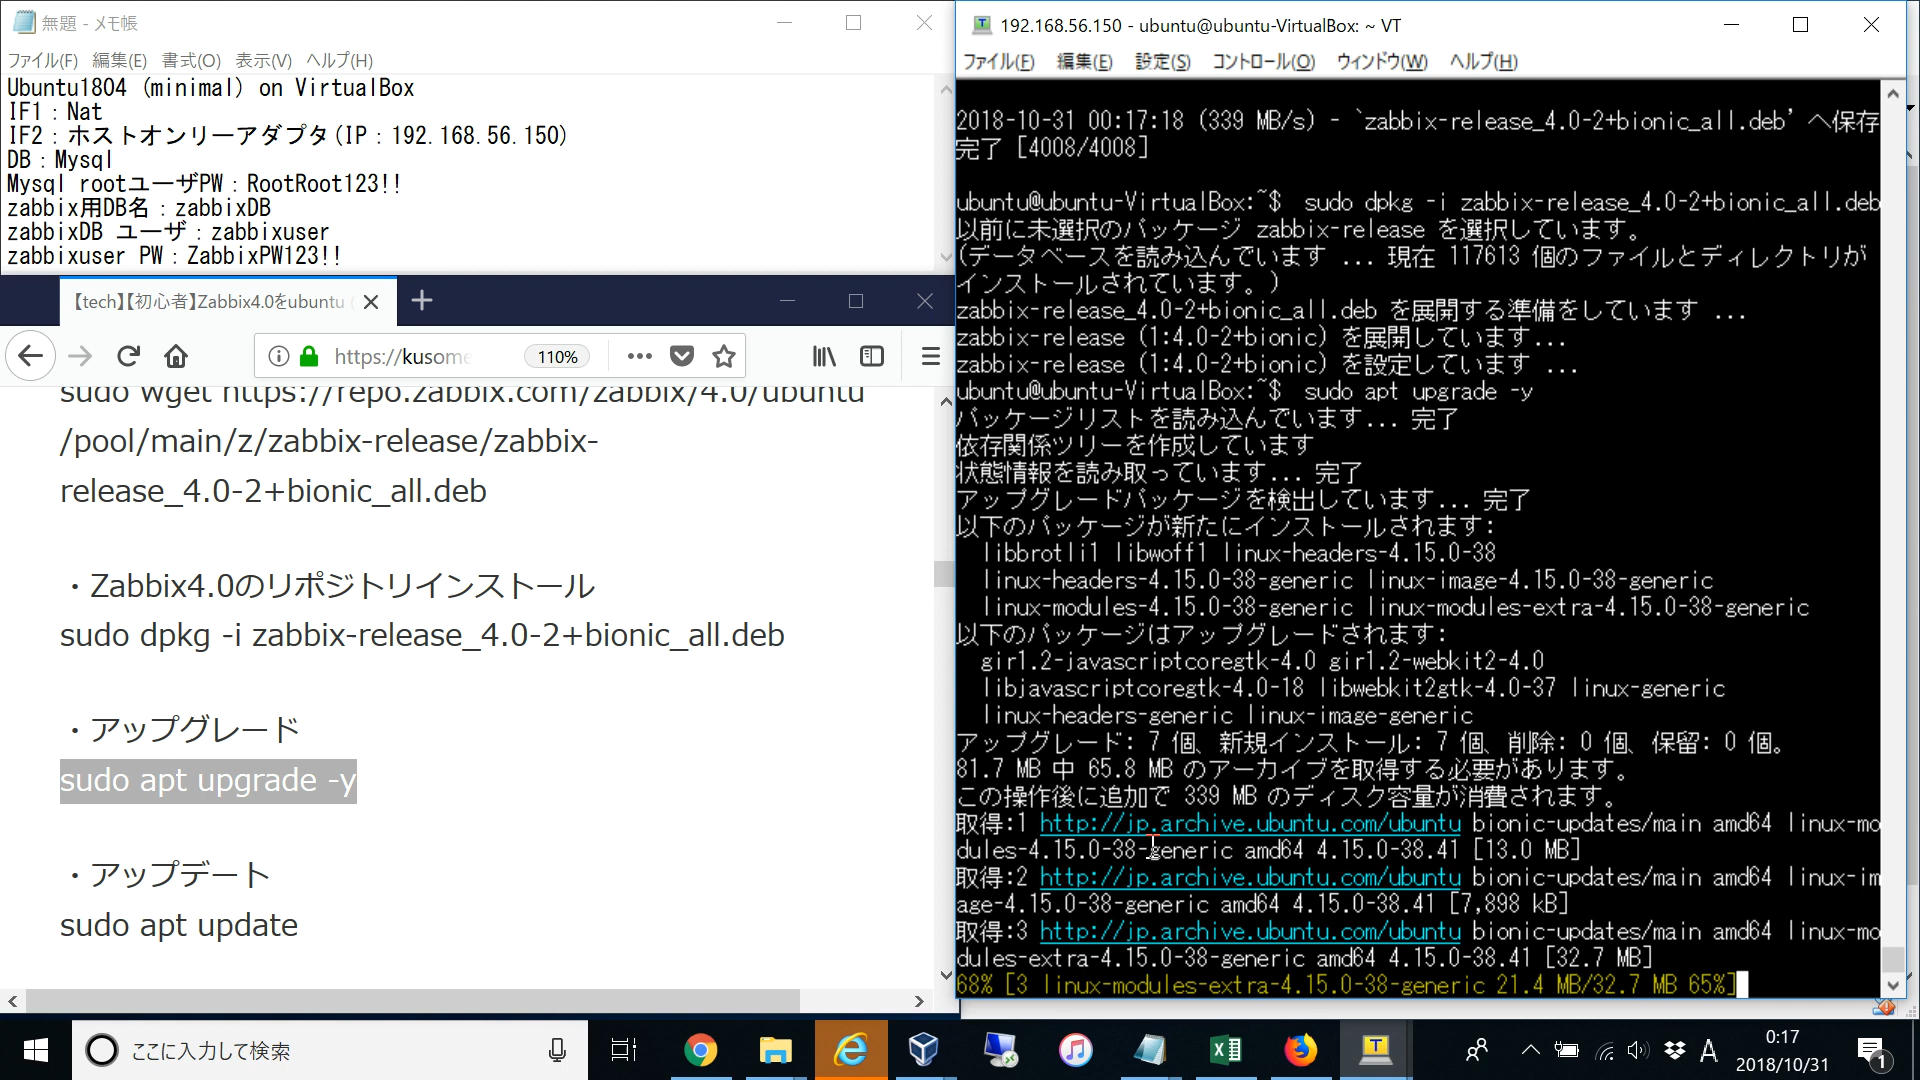 無題 - メモ帳
ファイル(F) 編集(E) 書式(O) 表示(V) ヘルプ(H)
Ubuntu1804 (minimal) on VirtualBox
IF1：Nat
IF2：ホストオンリーアダプタ(IP：192.168.56.150)
DB：Mysql
Mysql rootユーザPW：RootRoot123!!
zabbix用DB名：zabbixDB
zabbixDB ユーザ：zabbixuser
zabbixuser PW：ZabbixPW123!!
【tech】【初心者】Zabbix4.0をubuntu
https://kusome
110%
sudo wget https://repo.zabbix.com/zabbix/4.0/ubuntu
/pool/main/z/zabbix-release/zabbix-
release_4.0-2+bionic_all.deb
・Zabbix4.0のリポジトリインストール
sudo dpkg -i zabbix-release_4.0-2+bionic_all.deb
・アップグレード
sudo apt upgrade -y
・アップデート
sudo apt update
192.168.56.150 - ubuntu@ubuntu-VirtualBox: ~ VT
ファイル(F) 編集(E) 設定(S) コントロール(O) ウィンドウ(W) ヘルプ(H)
2018-10-31 00:17:18 (339 MB/s) - `zabbix-release_4.0-2+bionic_all.deb' へ保存
完了 [4008/4008]
ubuntu@ubuntu-VirtualBox:~$ sudo dpkg -i zabbix-release_4.0-2+bionic_all.deb
以前に未選択のパッケージ zabbix-release を選択しています。
(データベースを読み込んでいます ... 現在 117613 個のファイルとディレクトリが
インストールされています。)
zabbix-release_4.0-2+bionic_all.deb を展開する準備をしています ...
zabbix-release (1:4.0-2+bionic) を展開しています...
zabbix-release (1:4.0-2+bionic) を設定しています ...
ubuntu@ubuntu-VirtualBox:~$ sudo apt upgrade -y
パッケージリストを読み込んでいます... 完了
依存関係ツリーを作成しています
状態情報を読み取っています... 完了
アップグレードパッケージを検出しています... 完了
以下のパッケージが新たにインストールされます:
libbrotli1 libwoff1 linux-headers-4.15.0-38
linux-headers-4.15.0-38-generic linux-image-4.15.0-38-generic
linux-modules-4.15.0-38-generic linux-modules-extra-4.15.0-38-generic
以下のパッケージはアップグレードされます:
gir1.2-javascriptcoregtk-4.0 gir1.2-webkit2-4.0
libjavascriptcoregtk-4.0-18 libwebkit2gtk-4.0-37 linux-generic
linux-headers-generic linux-image-generic
アップグレード: 7 個、新規インストール: 7 個、削除: 0 個、保留: 0 個。
81.7 MB 中 65.8 MB のアーカイブを取得する必要があります。
この操作後に追加で 339 MB のディスク容量が消費されます。
取得:1 http://jp.archive.ubuntu.com/ubuntu bionic-updates/main amd64 linux-mo
dules-4.15.0-38-generic amd64 4.15.0-38.41 [13.0 MB]
取得:2 http://jp.archive.ubuntu.com/ubuntu bionic-updates/main amd64 linux-im
age-4.15.0-38-generic amd64 4.15.0-38.41 [7,898 kB]
取得:3 http://jp.archive.ubuntu.com/ubuntu bionic-updates/main amd64 linux-mo
dules-extra-4.15.0-38-generic amd64 4.15.0-38.41 [32.7 MB]
68% [3 linux-modules-extra-4.15.0-38-generic 21.4 MB/32.7 MB 65%]
ここに入力して検索
A
0:17
2018/10/31
1